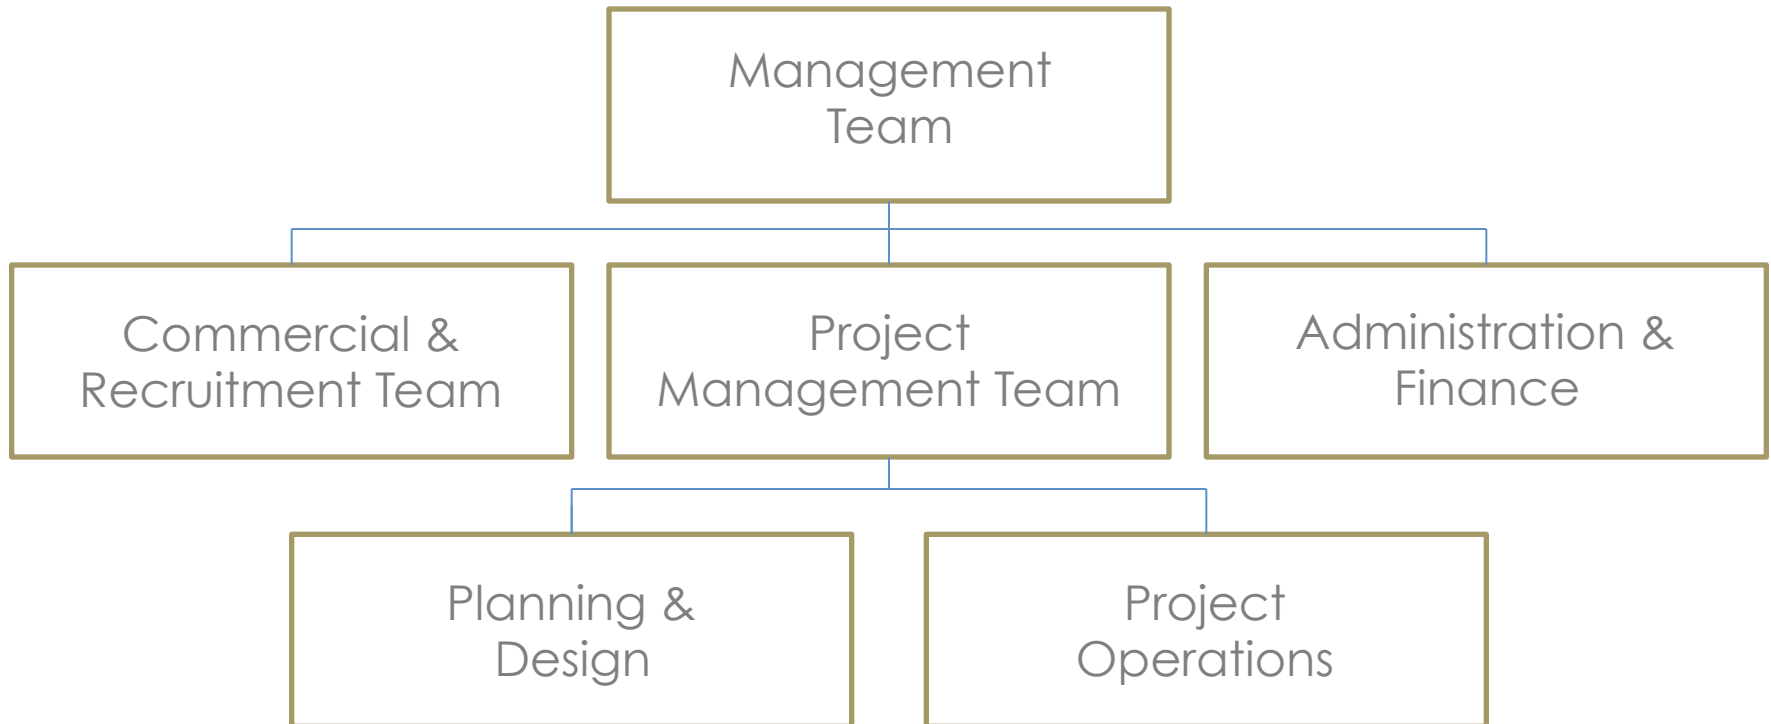 Management
Team
Commercial &
Recruitment Team
Project
Management Team
Administration &
Finance
Planning &
Design
Project
Operations